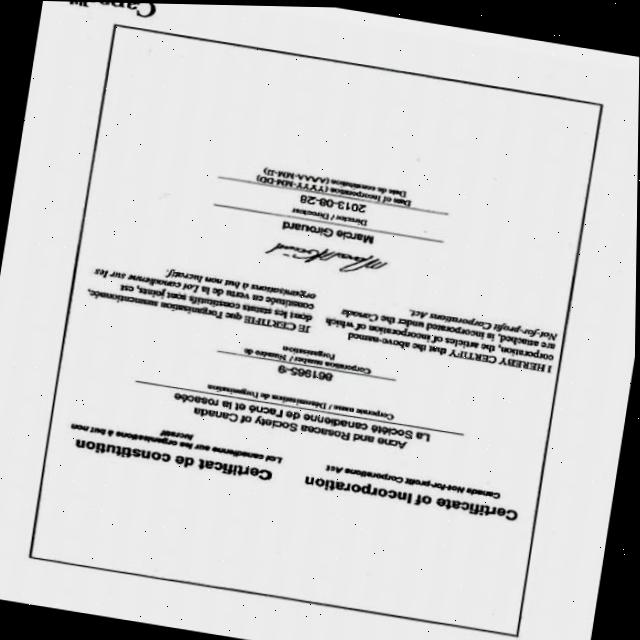 Certificate of Incorporation
Canada Not-for-profit Corporations Act
Certificat de constitution
Loi canadienne sur les organisations à but non lucratif
Acne and Rosacea Society of Canada
La Société canadienne de l'acné et la rosacée
Corporate name / Dénomination de l'organisation
861965-9
Corporation number / Numéro de
l'organisation
I HEREBY CERTIFY that the above-named
corporation, the articles of incorporation of which
are attached, is incorporated under the Canada
Not-for-profit Corporations Act.
JE CERTIFIE que l'organisation susmentionnée,
dont les statuts constitutifs sont joints, est
constituée en vertu de la Loi canadienne sur les
organisations à but non lucratif.
Marcie Girouard
Director / Directeur
2013-08-28
Date of Incorporation (YYYY-MM-DD)
Date de constitution (AAAA-MM-JJ)